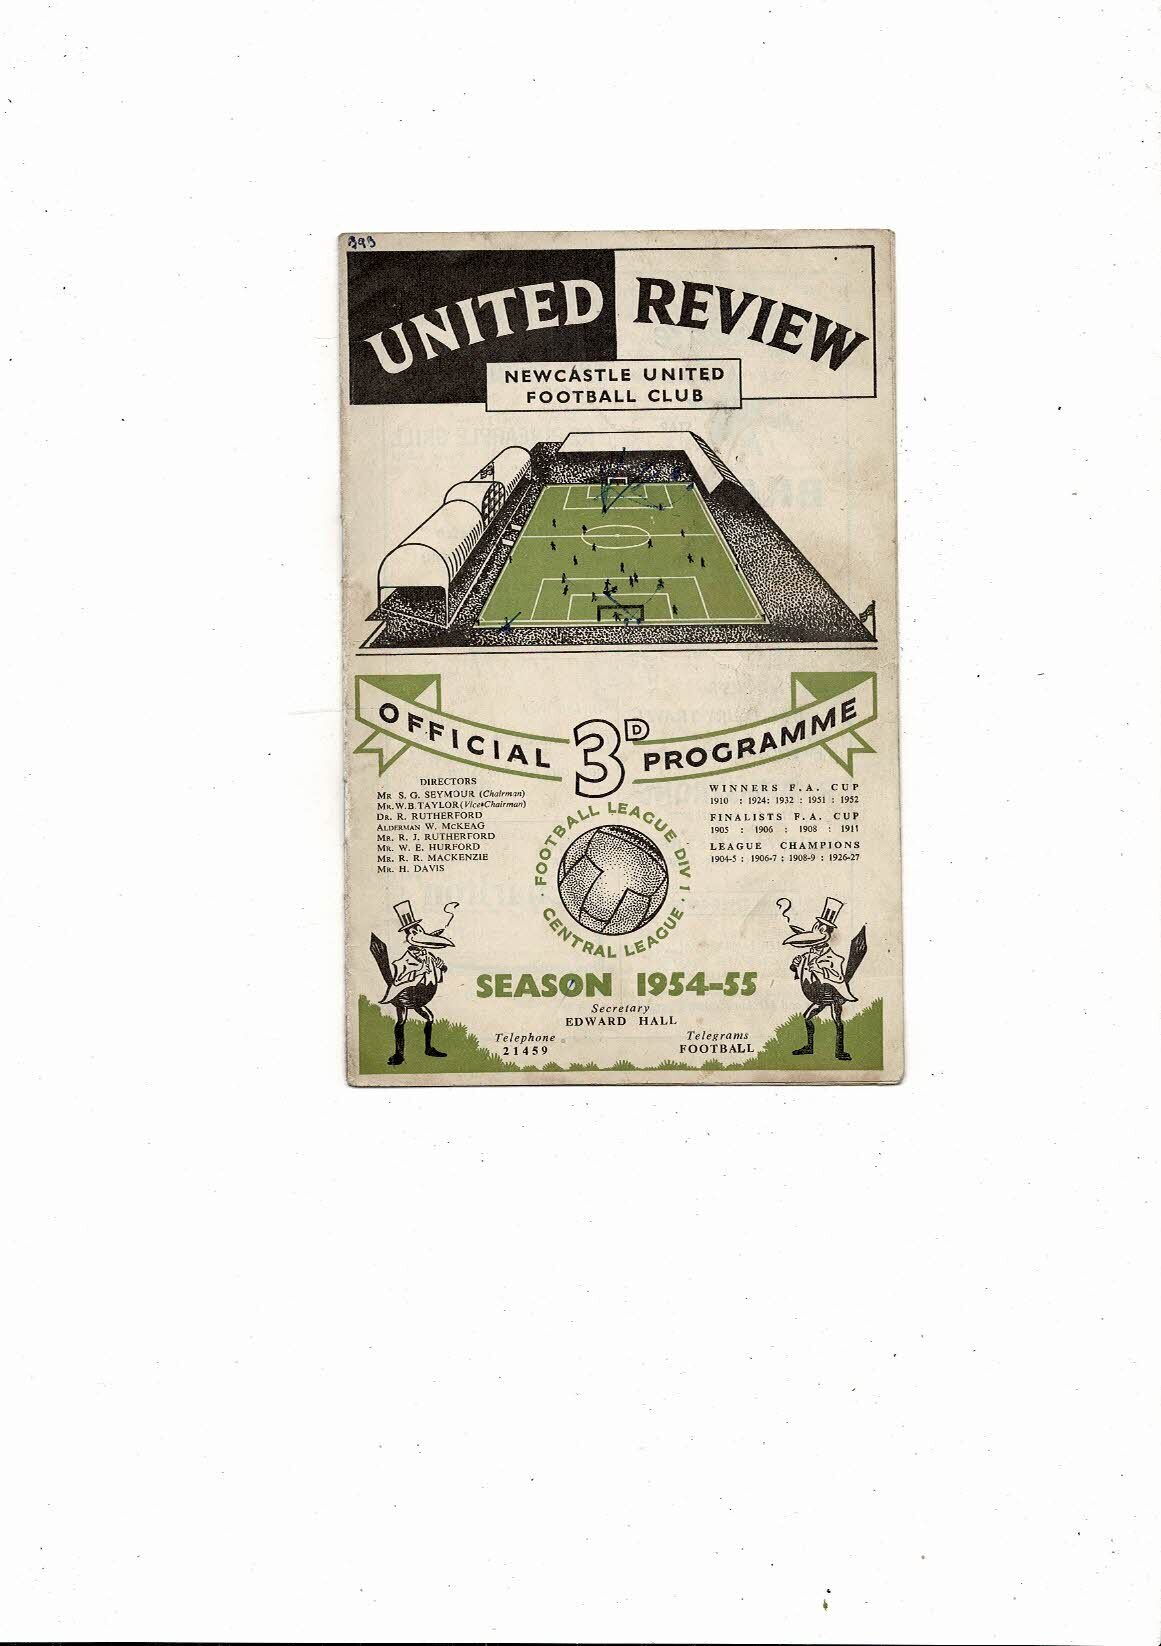 393
UNITED REVIEW
NEWCASTLE UNITED
FOOTBALL CLUB
OFFICIAL 3D PROGRAMME
DIRECTORS
MR S. G. SEYMOUR (Chairman)
MR. W. B. TAYLOR (Vice-Chairman)
DR. R. RUTHERFORD
ALDERMAN W. McKEAG
MR. R. J. RUTHERFORD
MR. W. E. HURFORD
MR. R. R. MACKENZIE
MR. H. DAVIS
WINNERS F. A. CUP
1910 : 1924: 1932 : 1951 : 1952
FINALISTS F. A. CUP
1905 : 1906 : 1908 : 1911
LEAGUE CHAMPIONS
1904-5 : 1906-7 : 1908-9 : 1926-27
· FOOTBALL LEAGUE DIV 1 ·
CENTRAL LEAGUE
SEASON 1954-55
Secretary
EDWARD HALL
Telephone
21459
Telegrams
FOOTBALL